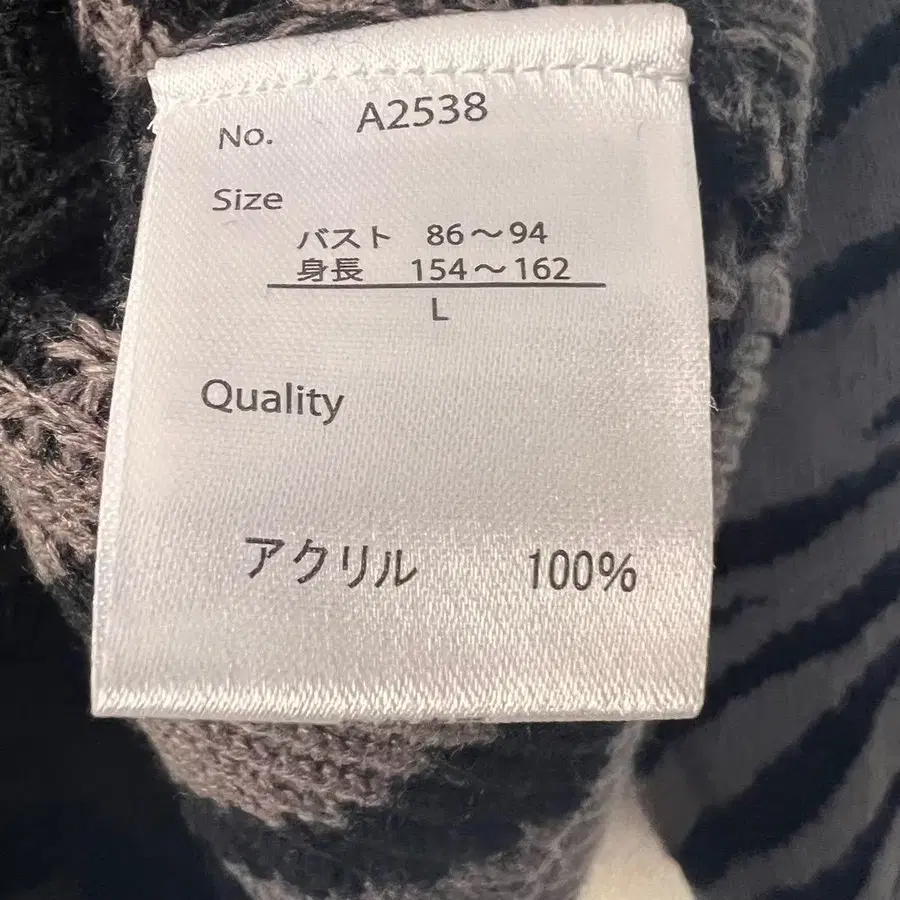 No. A2538
Size
バスト 86～94
身長 154～162
L
Quality
アクリル 100%